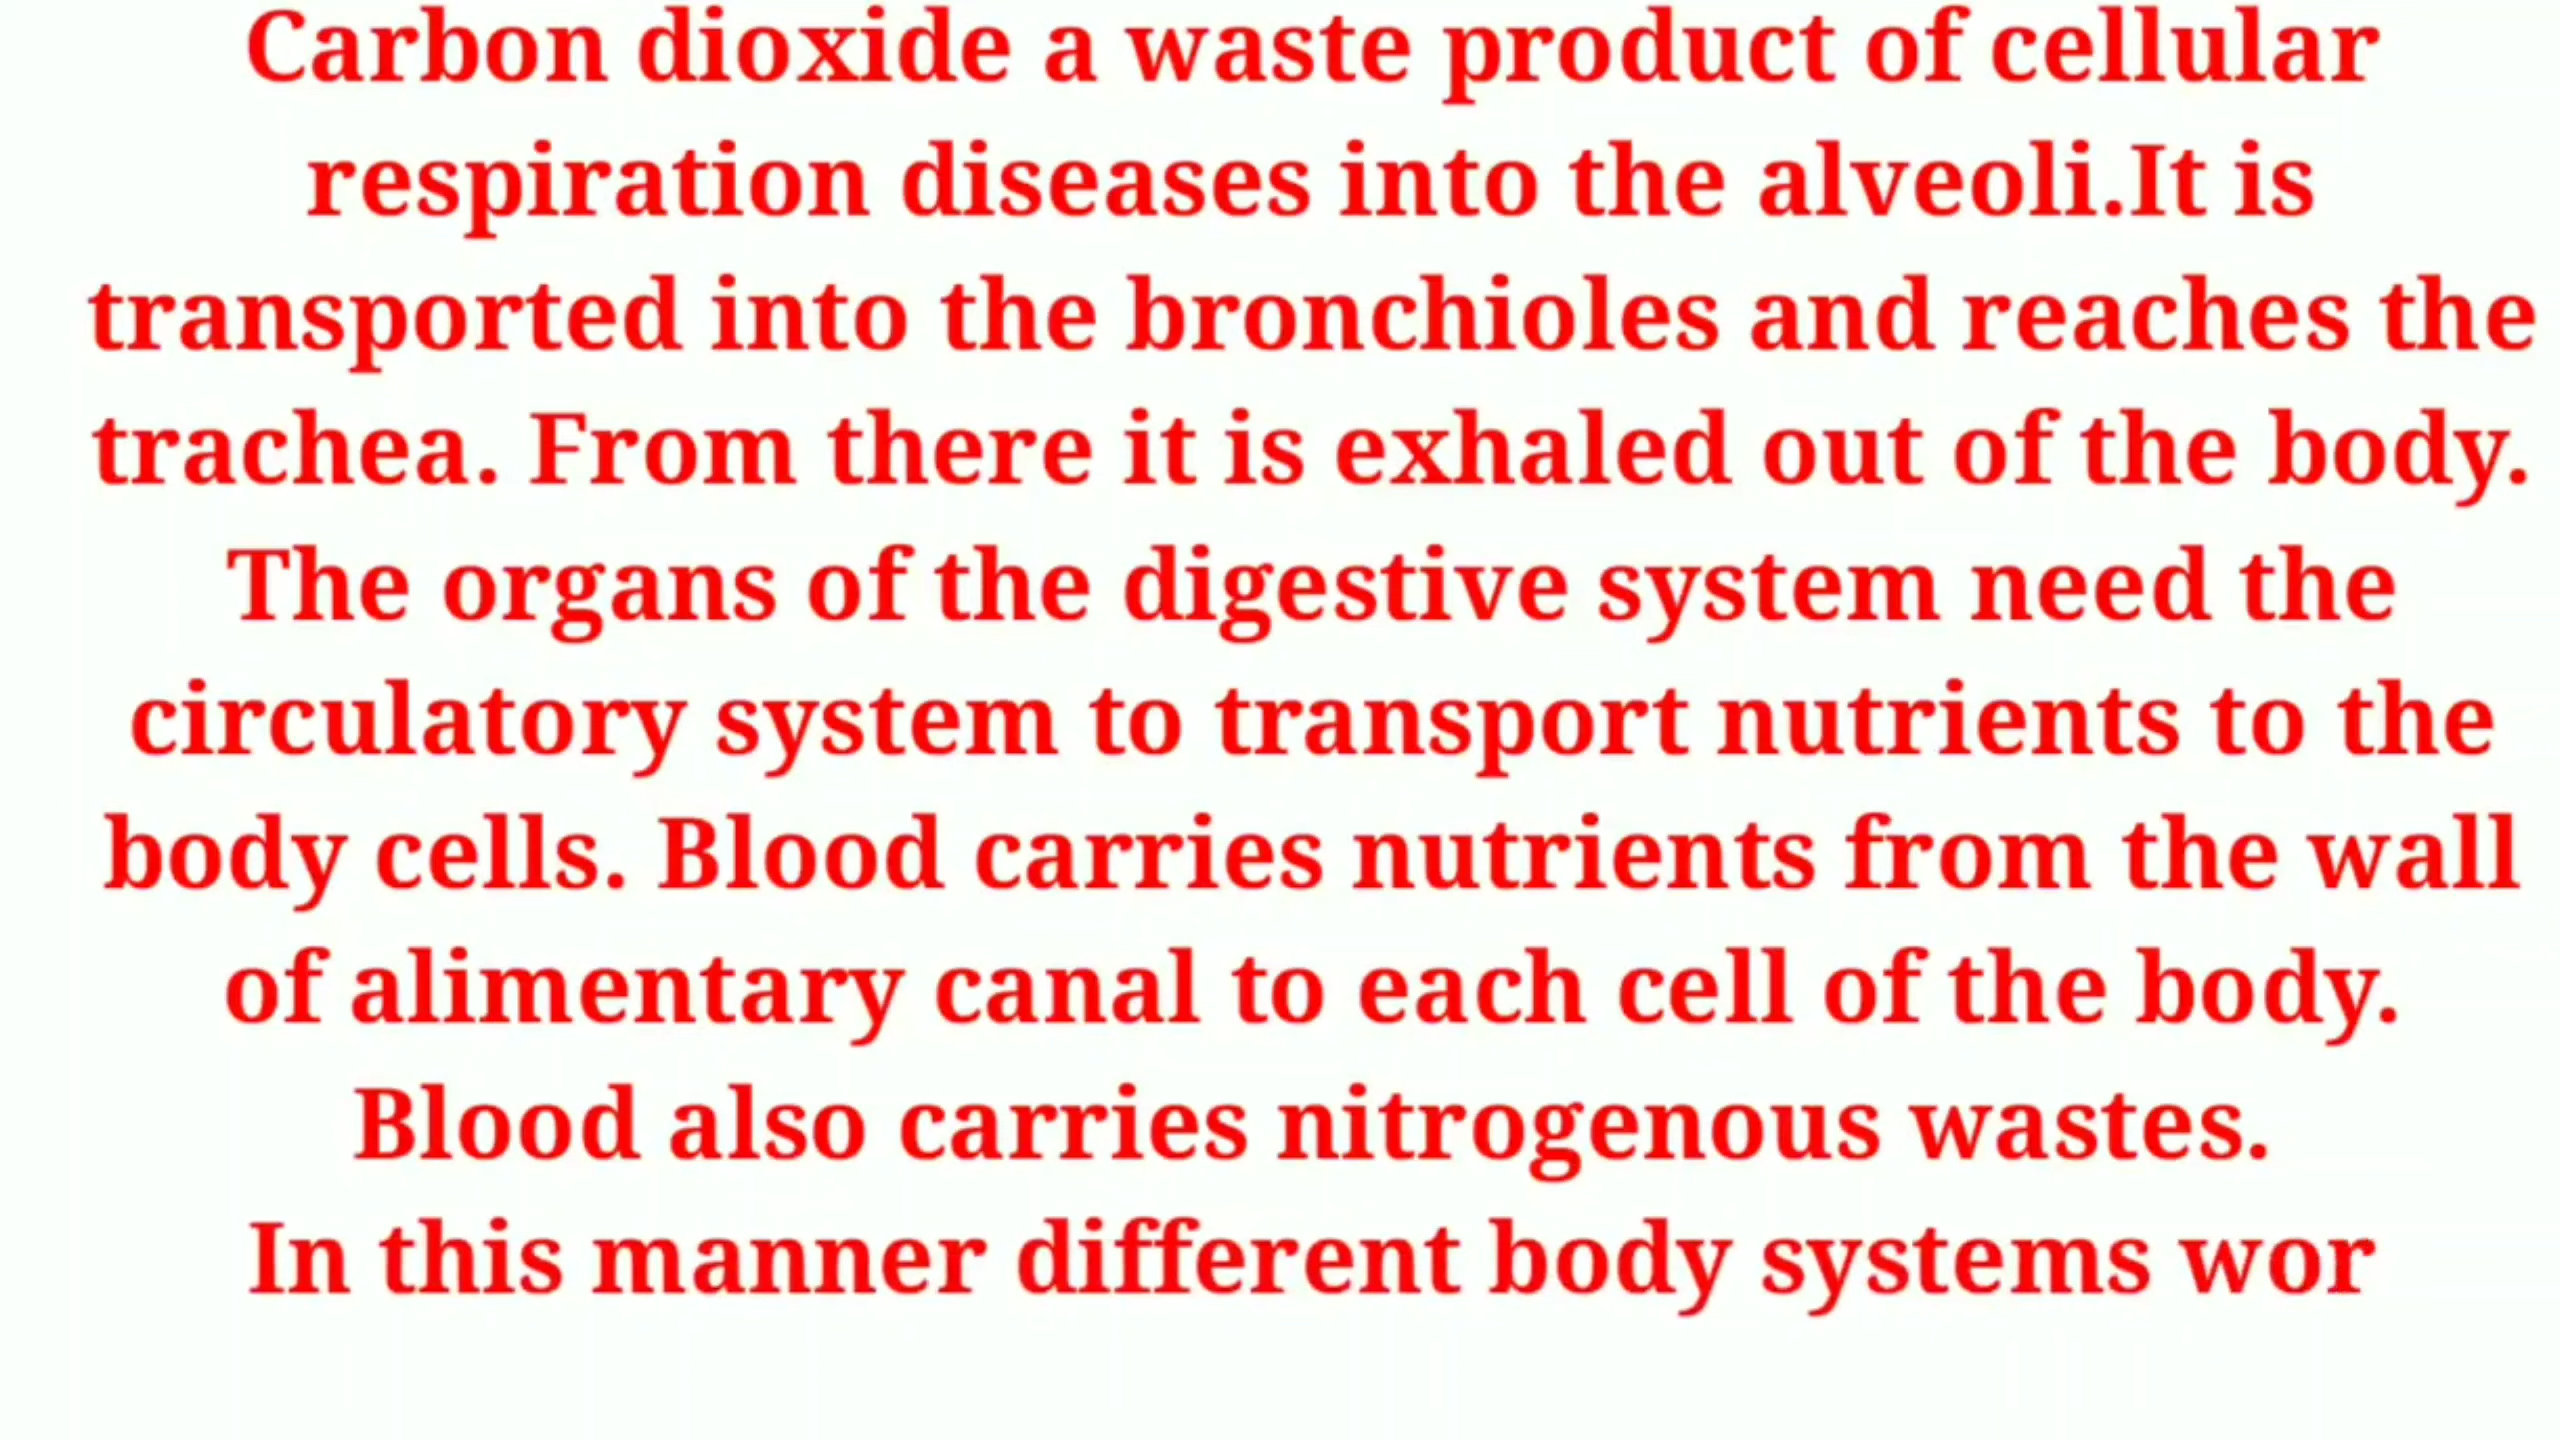 Carbon dioxide a waste product of cellular
respiration diseases into the alveoli.It is
transported into the bronchioles and reaches the
trachea. From there it is exhaled out of the body.
The organs of the digestive system need the
circulatory system to transport nutrients to the
body cells. Blood carries nutrients from the wall
of alimentary canal to each cell of the body.
Blood also carries nitrogenous wastes.
In this manner different body systems wor